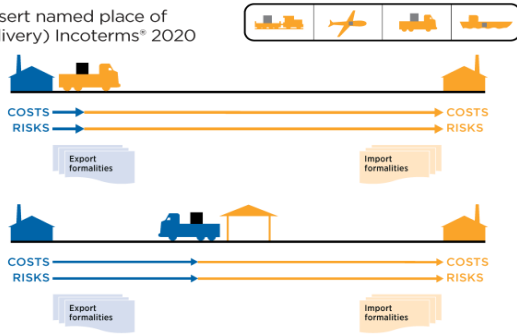 sert named place of
livery) Incoterms® 2020
COSTS COSTS
RISKS RISKS
Export
formalities
Import
formalities
COSTS COSTS
RISKS RISKS
Export
formalities
Import
formalities